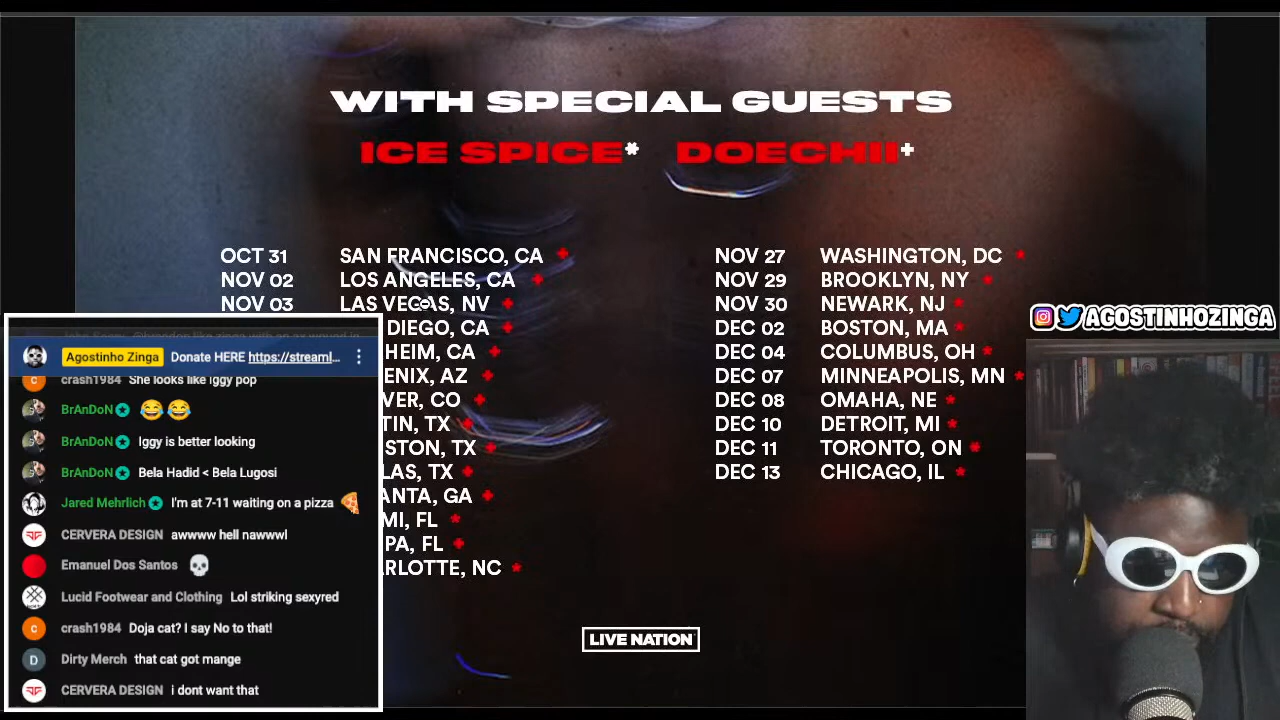 WITH SPECIAL GUESTS
ICE SPICE* DOECHII+
OCT 31 SAN FRANCISCO, CA +
NOV 02 LOS ANGELES, CA +
NOV 03 LAS VEGAS, NV +
DIEGO, CA +
HEIM, CA +
ENIX, AZ +
VER, CO +
TIN, TX +
STON, TX +
LAS, TX +
ANTA, GA +
MI, FL *
PA, FL +
RLOTTE, NC *
NOV 27 WASHINGTON, DC *
NOV 29 BROOKLYN, NY *
NOV 30 NEWARK, NJ *
DEC 02 BOSTON, MA *
DEC 04 COLUMBUS, OH *
DEC 07 MINNEAPOLIS, MN *
DEC 08 OMAHA, NE *
DEC 10 DETROIT, MI *
DEC 11 TORONTO, ON *
DEC 13 CHICAGO, IL *
LIVE NATION
AGOSTINHOZINGA
Agostinho Zinga Donate HERE https://streaml...
crash1984 She looks like Iggy pop
BrAnDoN 😂😂
BrAnDoN Iggy is better looking
BrAnDoN Bela Hadid < Bela Lugosi
Jared Mehrlich I'm at 7-11 waiting on a pizza 🍕
CERVERA DESIGN awwww hell nawwwl
Emanuel Dos Santos 💀
Lucid Footwear and Clothing Lol striking sexyred
crash1984 Doja cat? I say No to that!
Dirty Merch that cat got mange
CERVERA DESIGN i dont want that